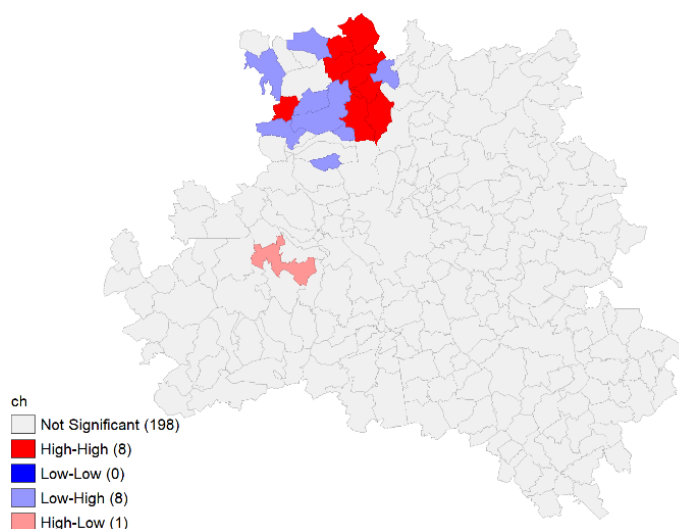 ch
Not Significant (198)
High-High (8)
Low-Low (0)
Low-High (8)
High-Low (1)